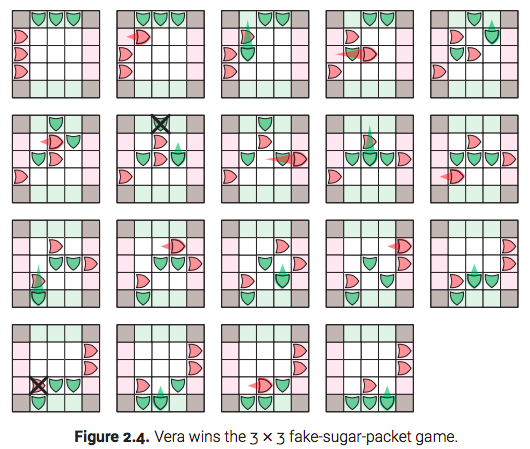 Figure 2.4. Vera wins the 3 × 3 fake-sugar-packet game.